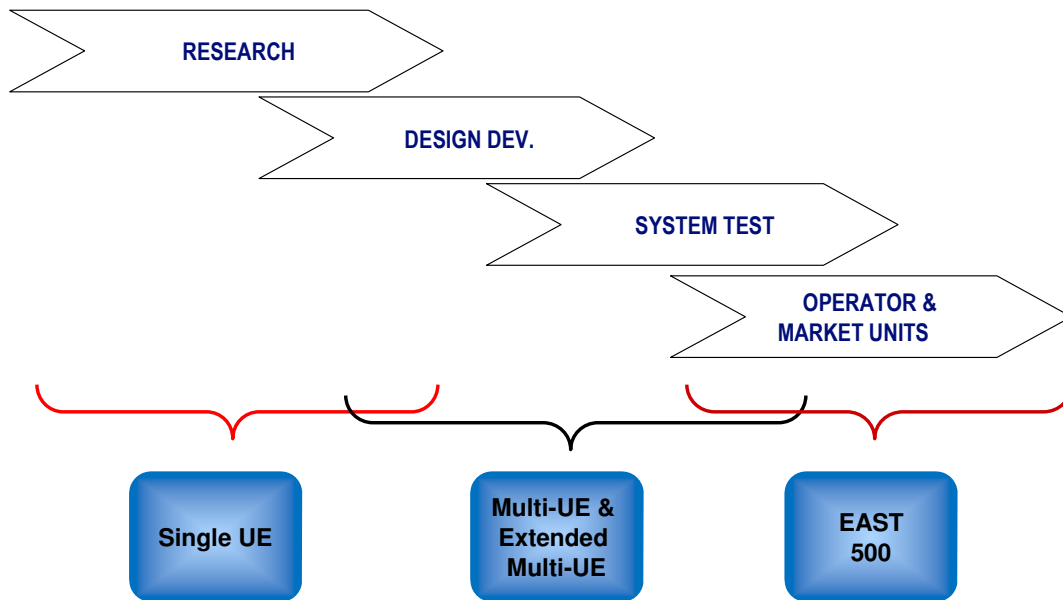 RESEARCH
DESIGN DEV.
SYSTEM TEST
OPERATOR &
MARKET UNITS
Single UE
Multi-UE &
Extended
Multi-UE
EAST
500